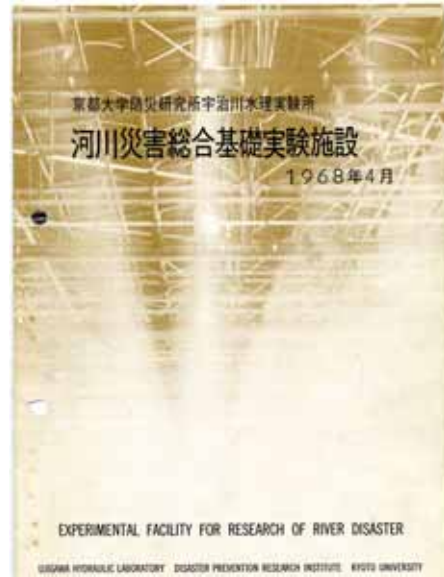 京都大学防災研究所宇治川水理実験所
河川災害総合基礎実験施設
1968年4月
EXPERIMENTAL FACILITY FOR RESEARCH OF RIVER DISASTER
UJIGAWA HYDRAULIC LABORATORY DISASTER PREVENTION RESEARCH INSTITUTE KYOTO UNIVERSITY